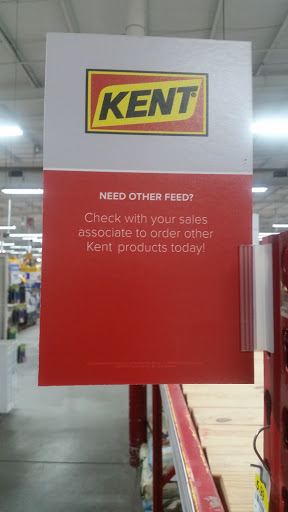 KENT
NEED OTHER FEED?
Check with your sales
associate to order other
Kent products today!